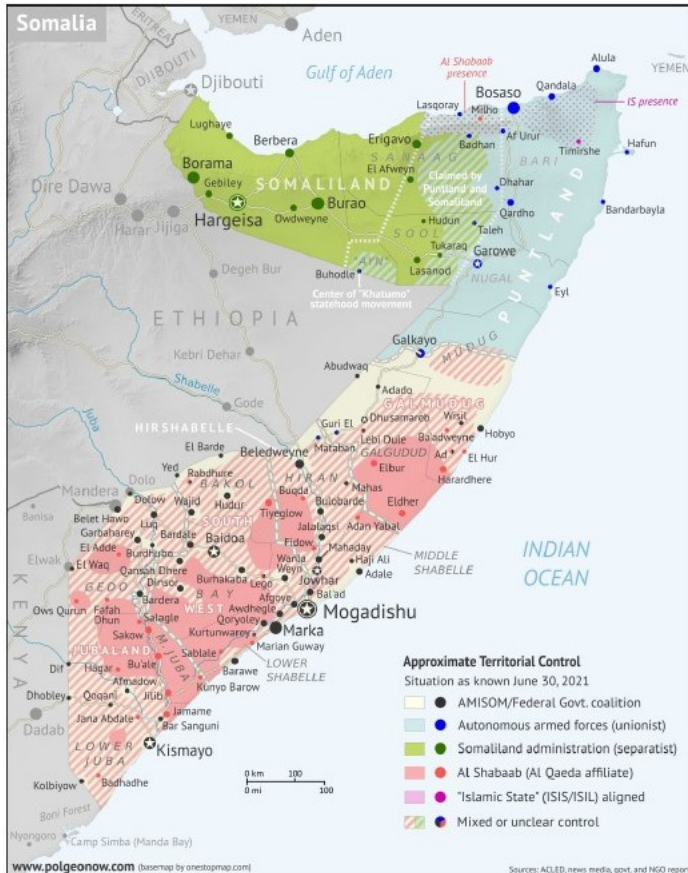 Somalia
YEMEN
ERITREA
Aden
DJIBOUTI
Djibouti
Gulf of Aden
Al Shabaab
presence
Alula
YEMEN
Bosaso
Qandala
IS presence
Lasqoray
Milho
Lughaye
Berbera
Erigavo
Badhan
Af Urur
BARI
Timirshe
Hafun
SANAAG
El Afweyn
Borama
Gebiley
SOMALILAND
Claimed by
Puntland and
Somaliland
Dhahar
Dire Dawa
Hargeisa
Burao
Owdweyne
Qardho
Bandarbayla
Harar
Jijiga
Hudun
Taleh
SOOL
Tukaraq
PUNTLAND
Degeh Bur
"AYN"
Lasanod
Garowe
Buhodle
NUGAL
Center of "Khatumo"
statehood movement
Eyl
ETHIOPIA
Galkayo
MUDUG
Kebri Dehar
Abudwaq
Shabelle
Adado
Gode
GALMUDUG
Juba
Guri El
Dhusamareb
Wisil
HIRSHABELLE
Lebi Dule
Ba'adweyne
Hobyo
Mataban
El Barde
Beledweyne
GALGUDUD
Ad
El Hur
Yed
Rabdhure
HIRAN
Elbur
Dolo
BAKOL
Mahas
Harardhere
Mandera
Dolow
Wajid
Buqda
Hudur
Bulobarde
Eldher
Banisa
Belet Hawo
Luq
Tiyeglow
SOUTH
Garbaharey
Bardale
Baidoa
Jalalaqsi
Adan Yabal
El Adde
Burdhubo
Fidow
Mahaday
Elwak
El Waq
Qansah Dhere
Wanla
Weyn
Haji Ali
MIDDLE
SHABELLE
Dinsor
Burhakaba
Jowhar
Adale
GEDO
BAY
Lego
INDIAN
OCEAN
Bardera
Bal'ad
Afgoye
Ows Qurun
Fafah
WEST
Awdhegle
Mogadishu
Dhun
Salagle
Qoryoley
KENYA
Sakow
Kurtunwarey
Marka
JUBALAND
M. JUBA
Marian Guway
Bu'ale
Sablale
LOWER
SHABELLE
Dif
Hagar
Barawe
Afmadow
Kunyo Barow
Dhobley
Qoqani
Jilib
Jana Abdale
Jamame
Dadab
Bar Sanguni
Kismayo
LOWER
JUBA
Kolbiyow
Badhadhe
Boni Forest
Nyongoro
Camp Simba (Manda Bay)
0 km 100
0 mi 100
Approximate Territorial Control
Situation as known June 30, 2021
AMISOM/Federal Govt. coalition
Autonomous armed forces (unionist)
Somaliland administration (separatist)
Al Shabaab (Al Qaeda affiliate)
"Islamic State" (ISIS/ISIL) aligned
Mixed or unclear control
www.polgeonow.com (basemap by onestopmap.com)
Sources: ACLED, news media, govt. and NGO report